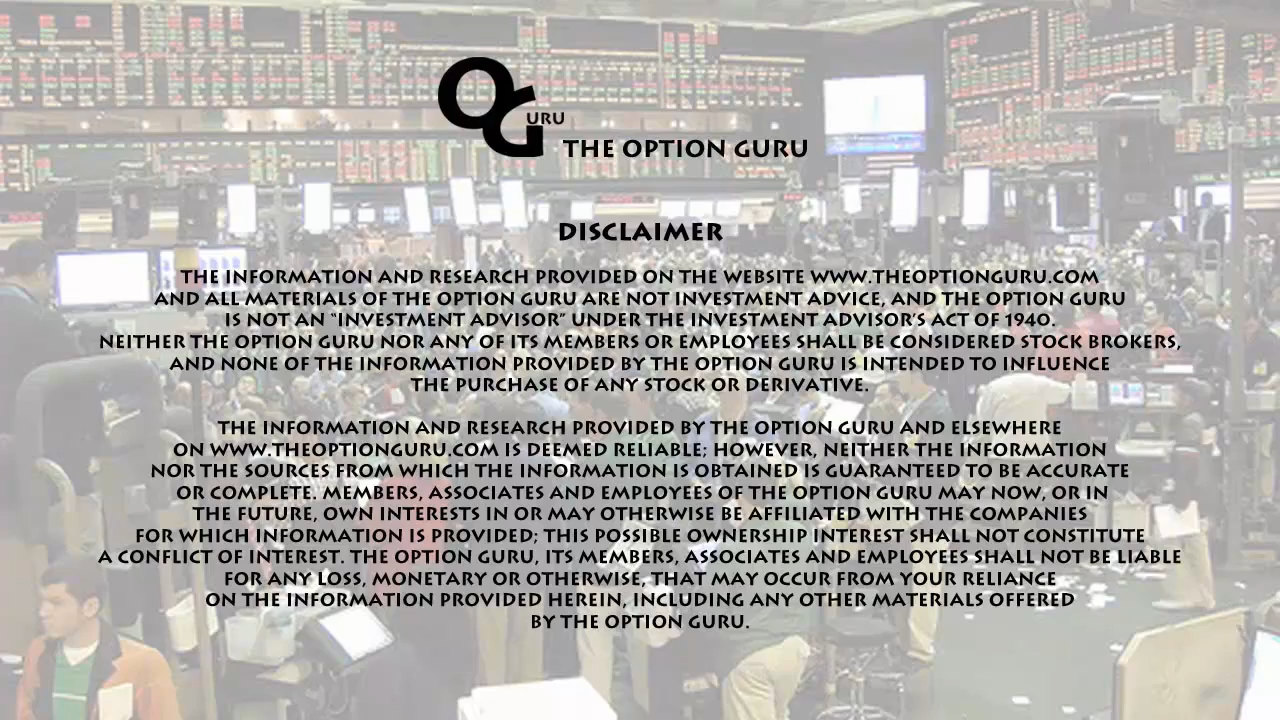 OG URU
THE OPTION GURU
DISCLAIMER
THE INFORMATION AND RESEARCH PROVIDED ON THE WEBSITE WWW.THEOPTIONGURU.COM
AND ALL MATERIALS OF THE OPTION GURU ARE NOT INVESTMENT ADVICE, AND THE OPTION GURU
IS NOT AN “INVESTMENT ADVISOR” UNDER THE INVESTMENT ADVISOR’S ACT OF 1940.
NEITHER THE OPTION GURU NOR ANY OF ITS MEMBERS OR EMPLOYEES SHALL BE CONSIDERED STOCK BROKERS,
AND NONE OF THE INFORMATION PROVIDED BY THE OPTION GURU IS INTENDED TO INFLUENCE
THE PURCHASE OF ANY STOCK OR DERIVATIVE.
THE INFORMATION AND RESEARCH PROVIDED BY THE OPTION GURU AND ELSEWHERE
ON WWW.THEOPTIONGURU.COM IS DEEMED RELIABLE; HOWEVER, NEITHER THE INFORMATION
NOR THE SOURCES FROM WHICH THE INFORMATION IS OBTAINED IS GUARANTEED TO BE ACCURATE
OR COMPLETE. MEMBERS, ASSOCIATES AND EMPLOYEES OF THE OPTION GURU MAY NOW, OR IN
THE FUTURE, OWN INTERESTS IN OR MAY OTHERWISE BE AFFILIATED WITH THE COMPANIES
FOR WHICH INFORMATION IS PROVIDED; THIS POSSIBLE OWNERSHIP INTEREST SHALL NOT CONSTITUTE
A CONFLICT OF INTEREST. THE OPTION GURU, ITS MEMBERS, ASSOCIATES AND EMPLOYEES SHALL NOT BE LIABLE
FOR ANY LOSS, MONETARY OR OTHERWISE, THAT MAY OCCUR FROM YOUR RELIANCE
ON THE INFORMATION PROVIDED HEREIN, INCLUDING ANY OTHER MATERIALS OFFERED
BY THE OPTION GURU.